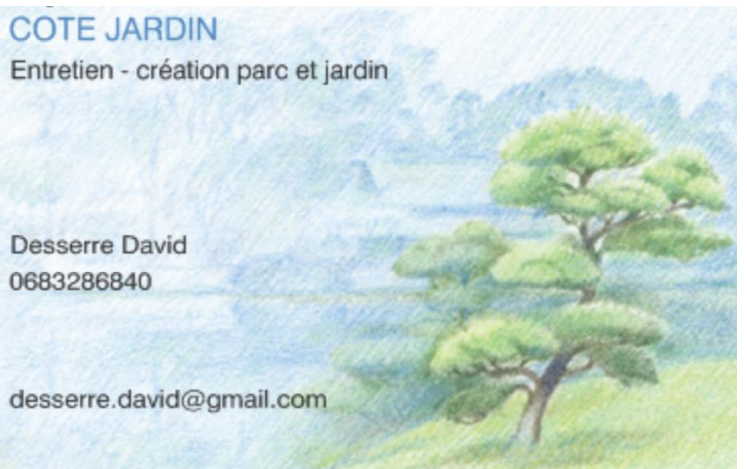 COTE JARDIN
Entretien - création parc et jardin
Desserre David
0683286840
desserre.david@gmail.com